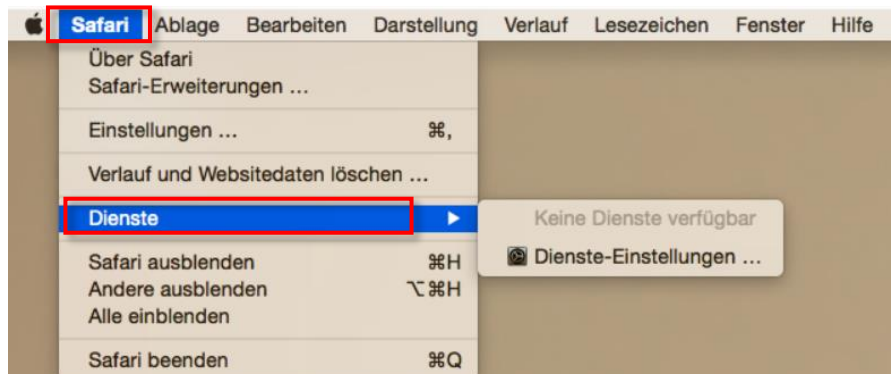 Safari Ablage Bearbeiten Darstellung Verlauf Lesezeichen Fenster Hilfe
Über Safari
Safari-Erweiterungen ...
Einstellungen ... ⌘,
Verlauf und Websitedaten löschen ...
Dienste ▶
Keine Dienste verfügbar
Dienste-Einstellungen ...
Safari ausblenden ⌘H
Andere ausblenden ⌥⌘H
Alle einblenden
Safari beenden ⌘Q